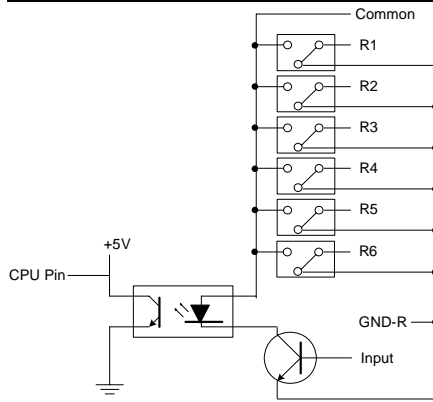 Common
R1
R2
R3
R4
R5
R6
+5V
CPU Pin
GND-R
Input